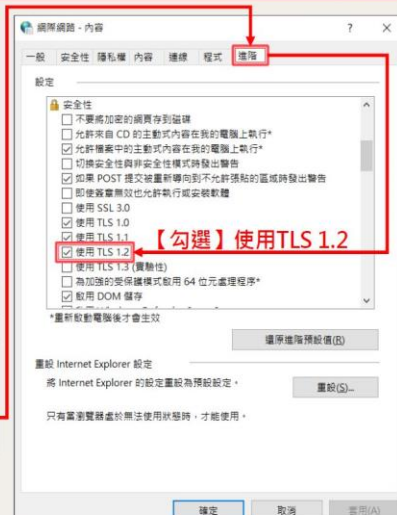 網際網路 - 內容
? ×
一般 安全性 隱私權 內容 連線 程式 進階
設定
安全性
不要將加密的網頁存到磁碟
允許來自 CD 的主動式內容在我的電腦上執行*
允許檔案中的主動式內容在我的電腦上執行*
切換安全性與非安全性模式時發出警告
如果 POST 提交被重新導向到不允許張貼的區域時發出警告
即使簽章無效也允許執行或安裝軟體
使用 SSL 3.0
使用 TLS 1.0
使用 TLS 1.1
使用 TLS 1.2
【勾選】使用TLS 1.2
使用 TLS 1.3 (實驗性)
為加強的受保護模式啟用 64 位元處理程序*
啟用 DOM 儲存
*重新啟動電腦後才會生效
還原進階預設值(R)
重設 Internet Explorer 設定
將 Internet Explorer 的設定重設為預設設定。
重設(S)...
只有當瀏覽器處於無法使用狀態時，才能使用。
確定 取消 套用(A)